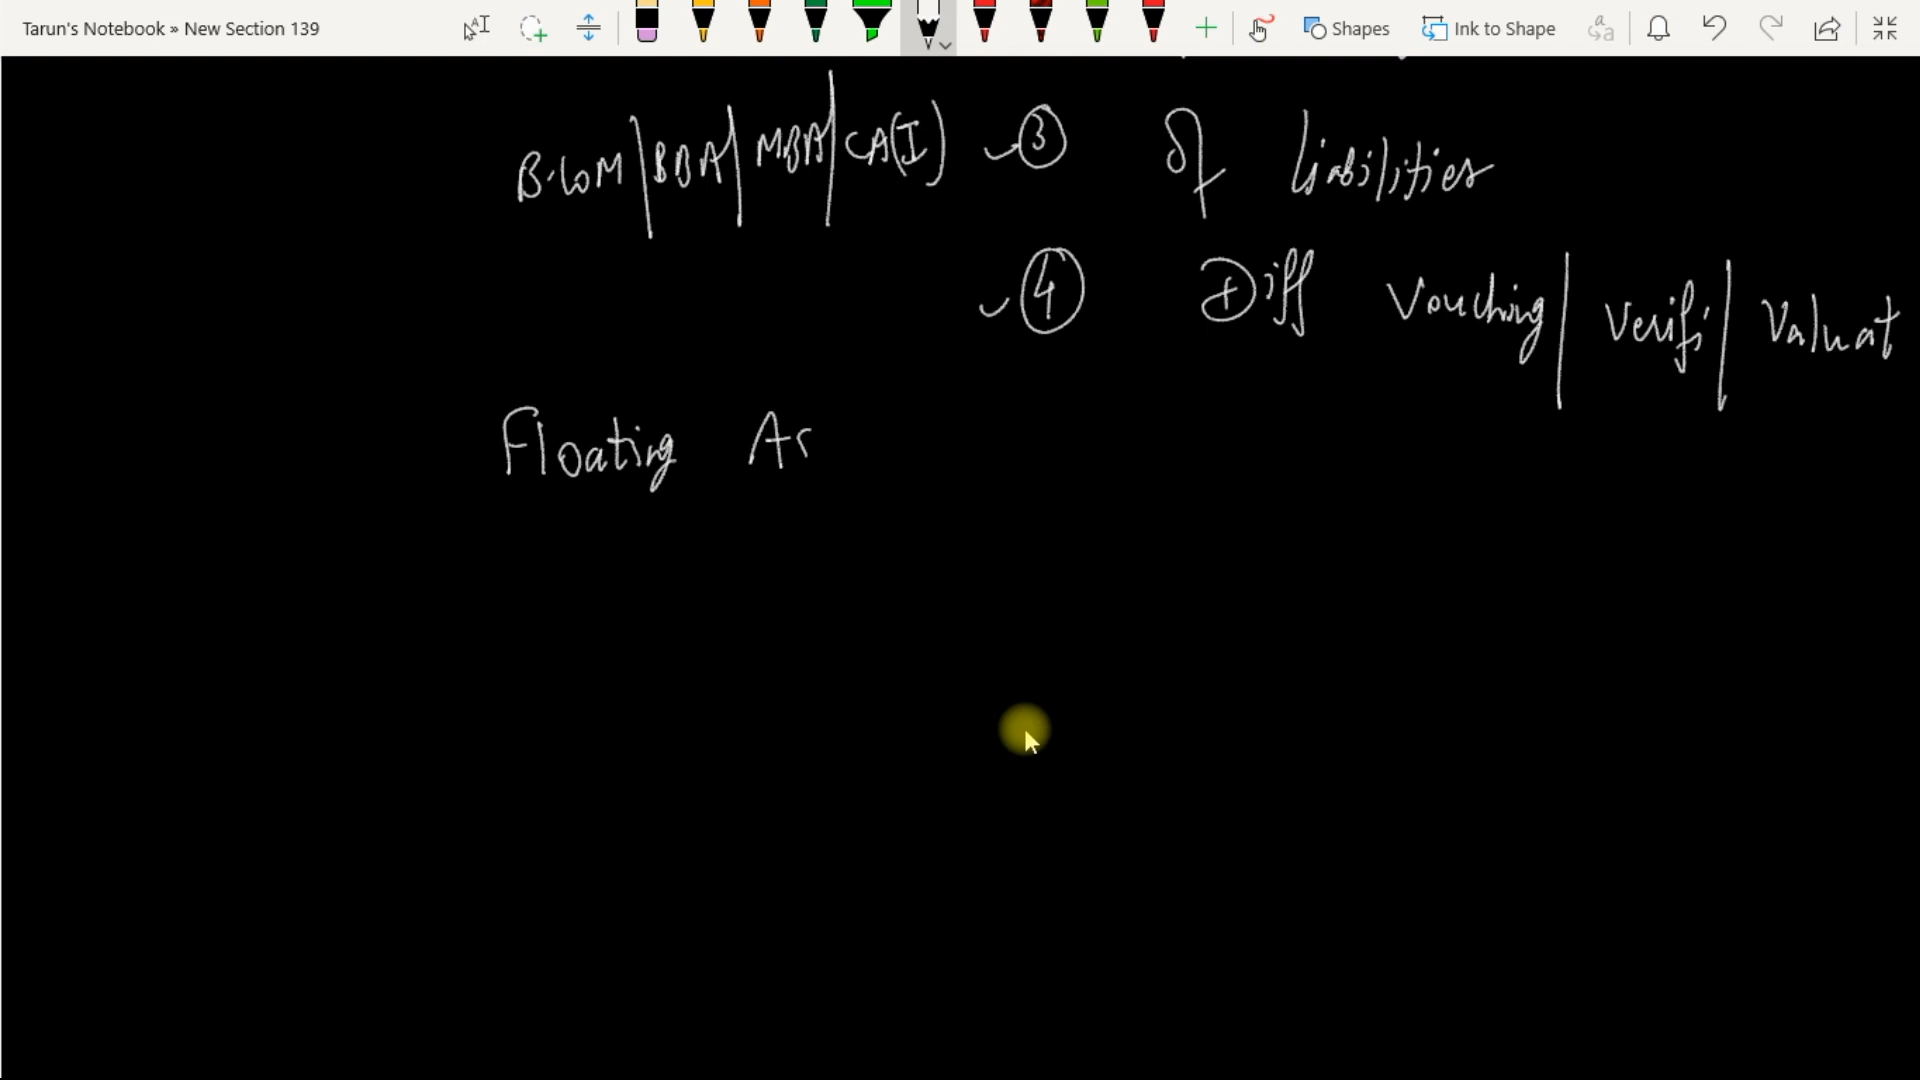 Tarun's Notebook » New Section 139
Shapes Ink to Shape
B.COM/BBA/MBA/CA(I) ③ of liabilities
④ Diff Vouching/Verifi/Valuat
Floating As